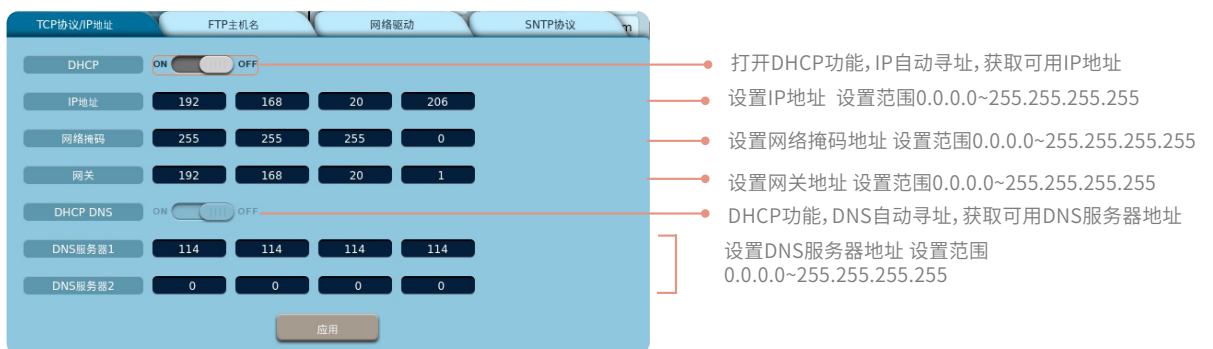 TCP协议/IP地址 FTP主机名 网络驱动 SNTP协议 m
DHCP ON OFF 打开DHCP功能,IP自动寻址,获取可用IP地址
IP地址 192 168 20 206 设置IP地址 设置范围0.0.0.0~255.255.255.255
网络掩码 255 255 255 0 设置网络掩码地址 设置范围0.0.0.0~255.255.255.255
网关 192 168 20 1 设置网关地址 设置范围0.0.0.0~255.255.255.255
DHCP DNS ON OFF DHCP功能,DNS自动寻址,获取可用DNS服务器地址
DNS服务器1 114 114 114 114 设置DNS服务器地址 设置范围
0.0.0.0~255.255.255.255
DNS服务器2 0 0 0 0
应用